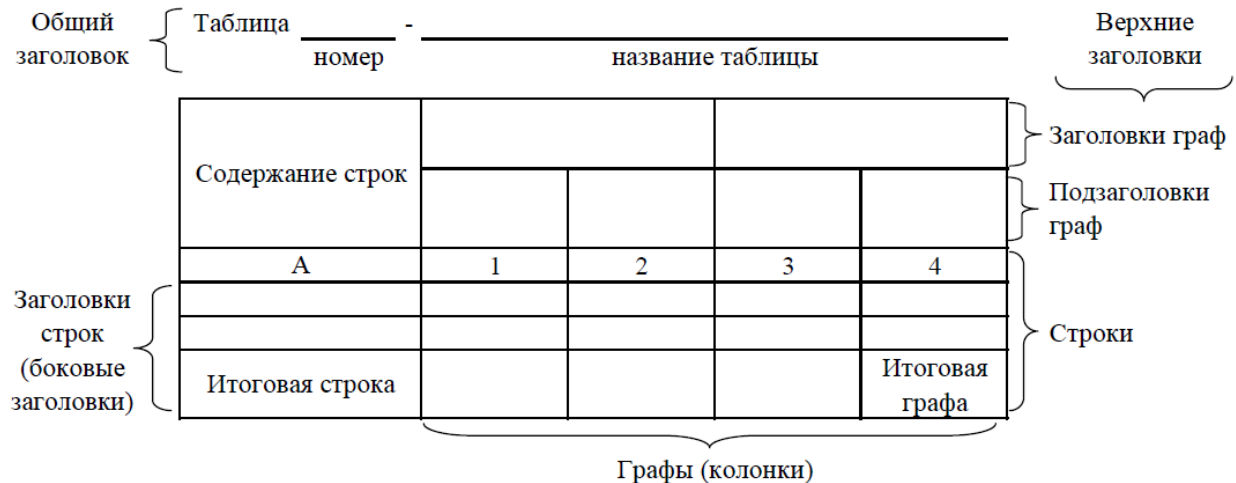 Общий
заголовок
Таблица -
номер
название таблицы
Верхние
заголовки
Содержание строк
Заголовки граф
Подзаголовки
граф
А 1 2 3 4
Заголовки
строк
(боковые
заголовки)
Строки
Итоговая строка
Итоговая
графа
Графы (колонки)